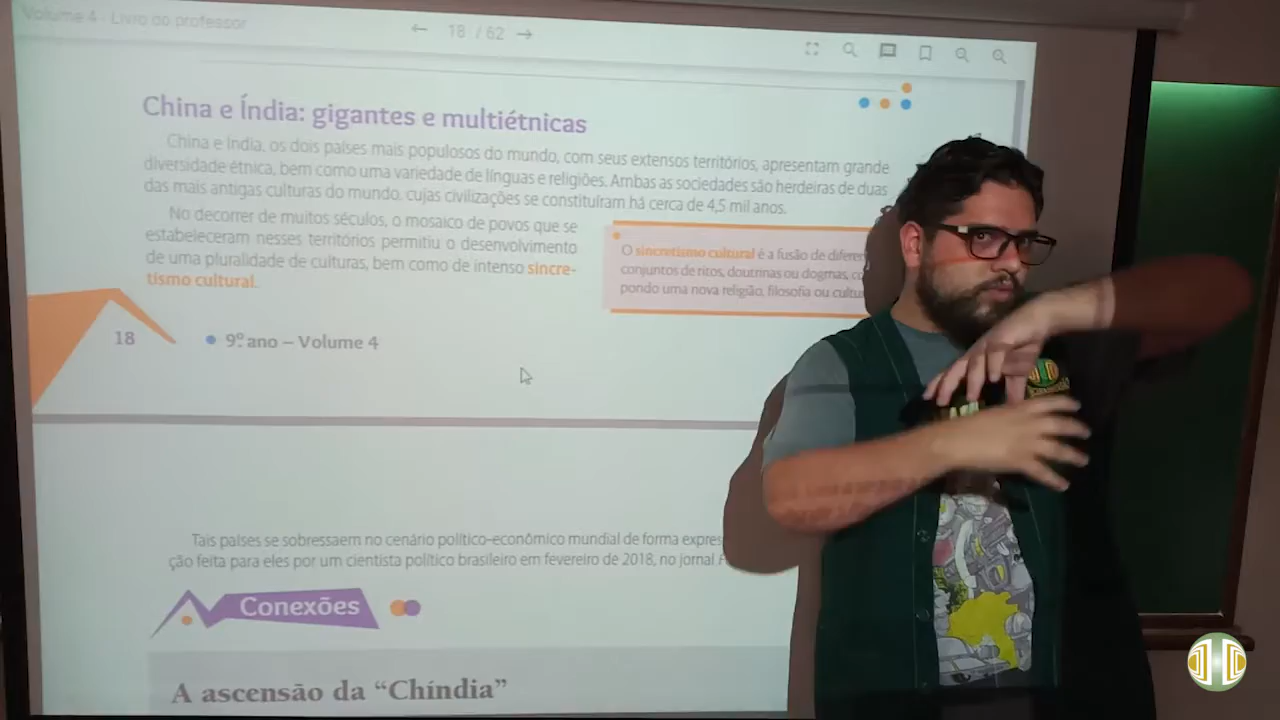 Volume 4 - Livro do professor
← 18 / 62 →
China e Índia: gigantes e multiétnicas
China e Índia, os dois países mais populosos do mundo, com seus extensos territórios, apresentam grande
diversidade étnica, bem como uma variedade de línguas e religiões. Ambas as sociedades são herdeiras de duas
das mais antigas culturas do mundo, cujas civilizações se constituíram há cerca de 4,5 mil anos.
No decorrer de muitos séculos, o mosaico de povos que se
estabeleceram nesses territórios permitiu o desenvolvimento
de uma pluralidade de culturas, bem como de intenso sincre-
tismo cultural.
O sincretismo cultural é a fusão de diferen
conjuntos de ritos, doutrinas ou dogmas, c
pondo uma nova religião, filosofia ou cultu
18
9º. ano – Volume 4
Tais países se sobressaem no cenário político-econômico mundial de forma expres
ção feita para eles por um cientista político brasileiro em fevereiro de 2018, no jornal F
Conexões
A ascensão da “Chíndia”